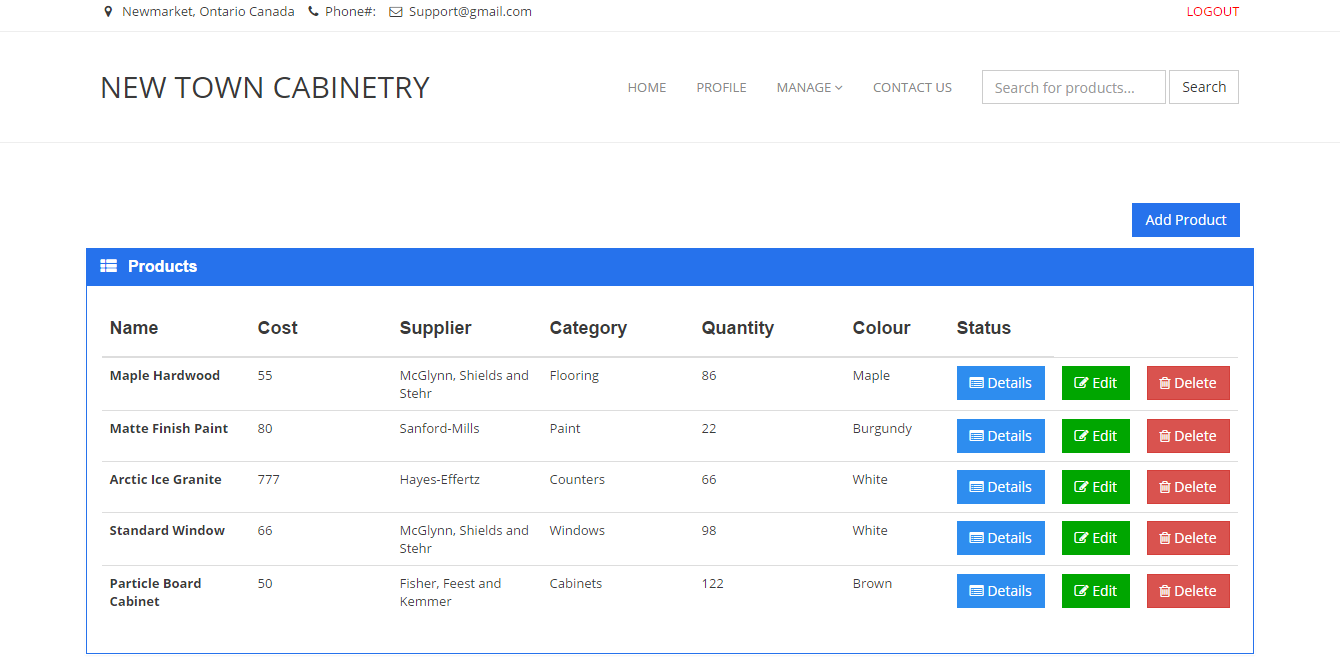 Newmarket, Ontario Canada Phone#: Support@gmail.com LOGOUT
NEW TOWN CABINETRY HOME PROFILE MANAGE CONTACT US Search for products... Search
Add Product
Products
Name Cost Supplier Category Quantity Colour Status
Maple Hardwood 55 McGlynn, Shields and Flooring 86 Maple Details Edit Delete
Stehr
Matte Finish Paint 80 Sanford-Mills Paint 22 Burgundy Details Edit Delete
Arctic Ice Granite 777 Hayes-Effertz Counters 66 White Details Edit Delete
Standard Window 66 McGlynn, Shields and Windows 98 White Details Edit Delete
Stehr
Particle Board 50 Fisher, Feest and Cabinets 122 Brown Details Edit Delete
Cabinet Kemmer